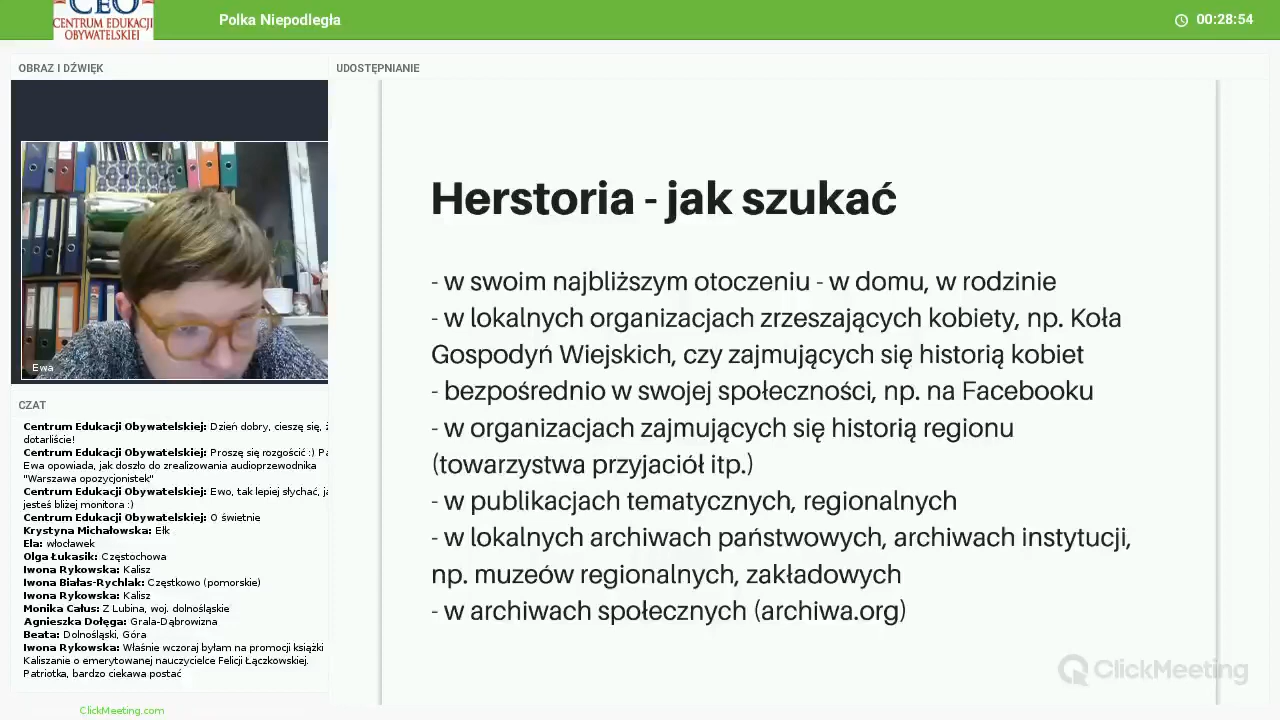 CEO
CENTRUM EDUKACJI
OBYWATELSKIEJ
Polka Niepodległa
00:28:54
OBRAZ I DŹWIĘK
UDOSTĘPNIANIE
Ewa
CZAT
Centrum Edukacji Obywatelskiej: Dzień dobry, cieszę się, ż
dotarliście!
Centrum Edukacji Obywatelskiej: Proszę się rozgościć :) Pa
Ewa opowiada, jak doszło do zrealizowania audioprzewodnika
"Warszawa opozycjonistek"
Centrum Edukacji Obywatelskiej: Ewo, tak lepiej słychać, ja
jesteś bliżej monitora :)
Centrum Edukacji Obywatelskiej: O świetnie
Krystyna Michałowska: Ełk
Ela: włocławek
Olga Łukasik: Częstochowa
Iwona Rykowska: Kalisz
Iwona Białas-Rychlak: Częstkowo (pomorskie)
Iwona Rykowska: Kalisz
Monika Całus: Z Lubina, woj. dolnośląskie
Agnieszka Dołęga: Grala-Dąbrowizna
Beata: Dolnośląski, Góra
Iwona Rykowska: Właśnie wczoraj byłam na promocji książki
Kaliszanie o emerytowanej nauczycielce Felicji Łączkowskiej.
Patriotka, bardzo ciekawa postać
ClickMeeting.com
Herstoria - jak szukać
- w swoim najbliższym otoczeniu - w domu, w rodzinie
- w lokalnych organizacjach zrzeszających kobiety, np. Koła
Gospodyń Wiejskich, czy zajmujących się historią kobiet
- bezpośrednio w swojej społeczności, np. na Facebooku
- w organizacjach zajmujących się historią regionu
(towarzystwa przyjaciół itp.)
- w publikacjach tematycznych, regionalnych
- w lokalnych archiwach państwowych, archiwach instytucji,
np. muzeów regionalnych, zakładowych
- w archiwach społecznych (archiwa.org)
ClickMeeting